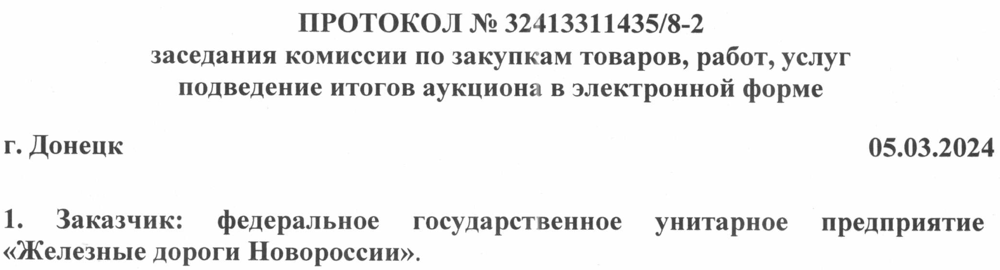 ПРОТОКОЛ № 32413311435/8-2
заседания комиссии по закупкам товаров, работ, услуг
подведение итогов аукциона в электронной форме
г. Донецк 05.03.2024
1. Заказчик: федеральное государственное унитарное предприятие
«Железные дороги Новороссии».